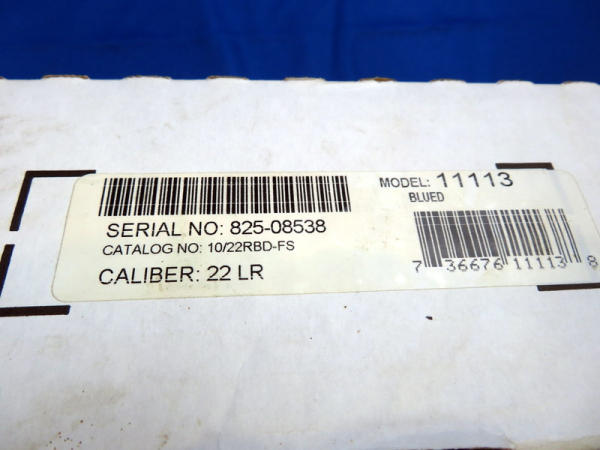 SERIAL NO: 825-08538
CATALOG NO: 10/22RBD-FS
CALIBER: 22 LR
MODEL: 11113
BLUED
7 36676 11113 8